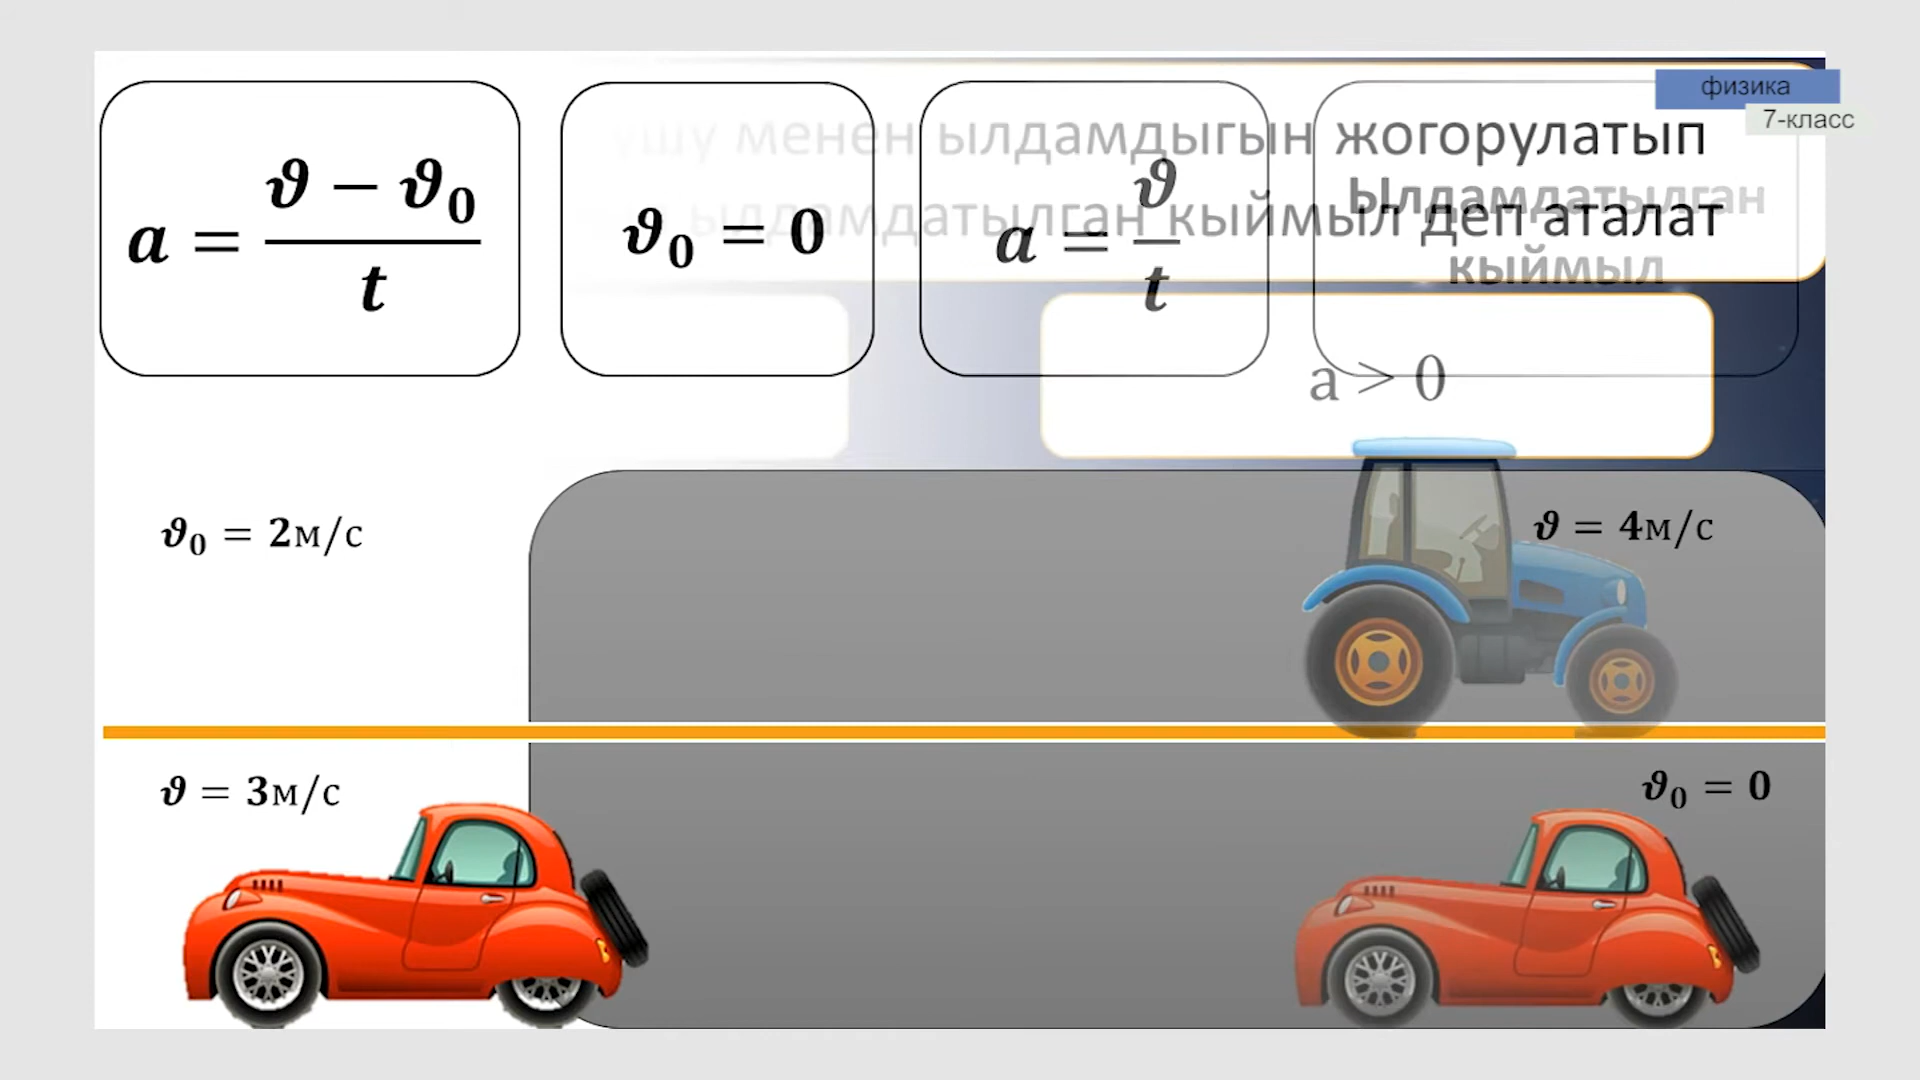 физика
7-класс
ушу менен ылдамдыгын жогорулатып
ылдамдатылган кыймыл деп аталат
a = (ϑ − ϑ₀)/t
ϑ₀ = 0
a = ϑ/t
Ылдамдатылган
кыймыл
a > 0
ϑ₀ = 2м/с
ϑ = 4м/с
ϑ = 3м/с
ϑ₀ = 0